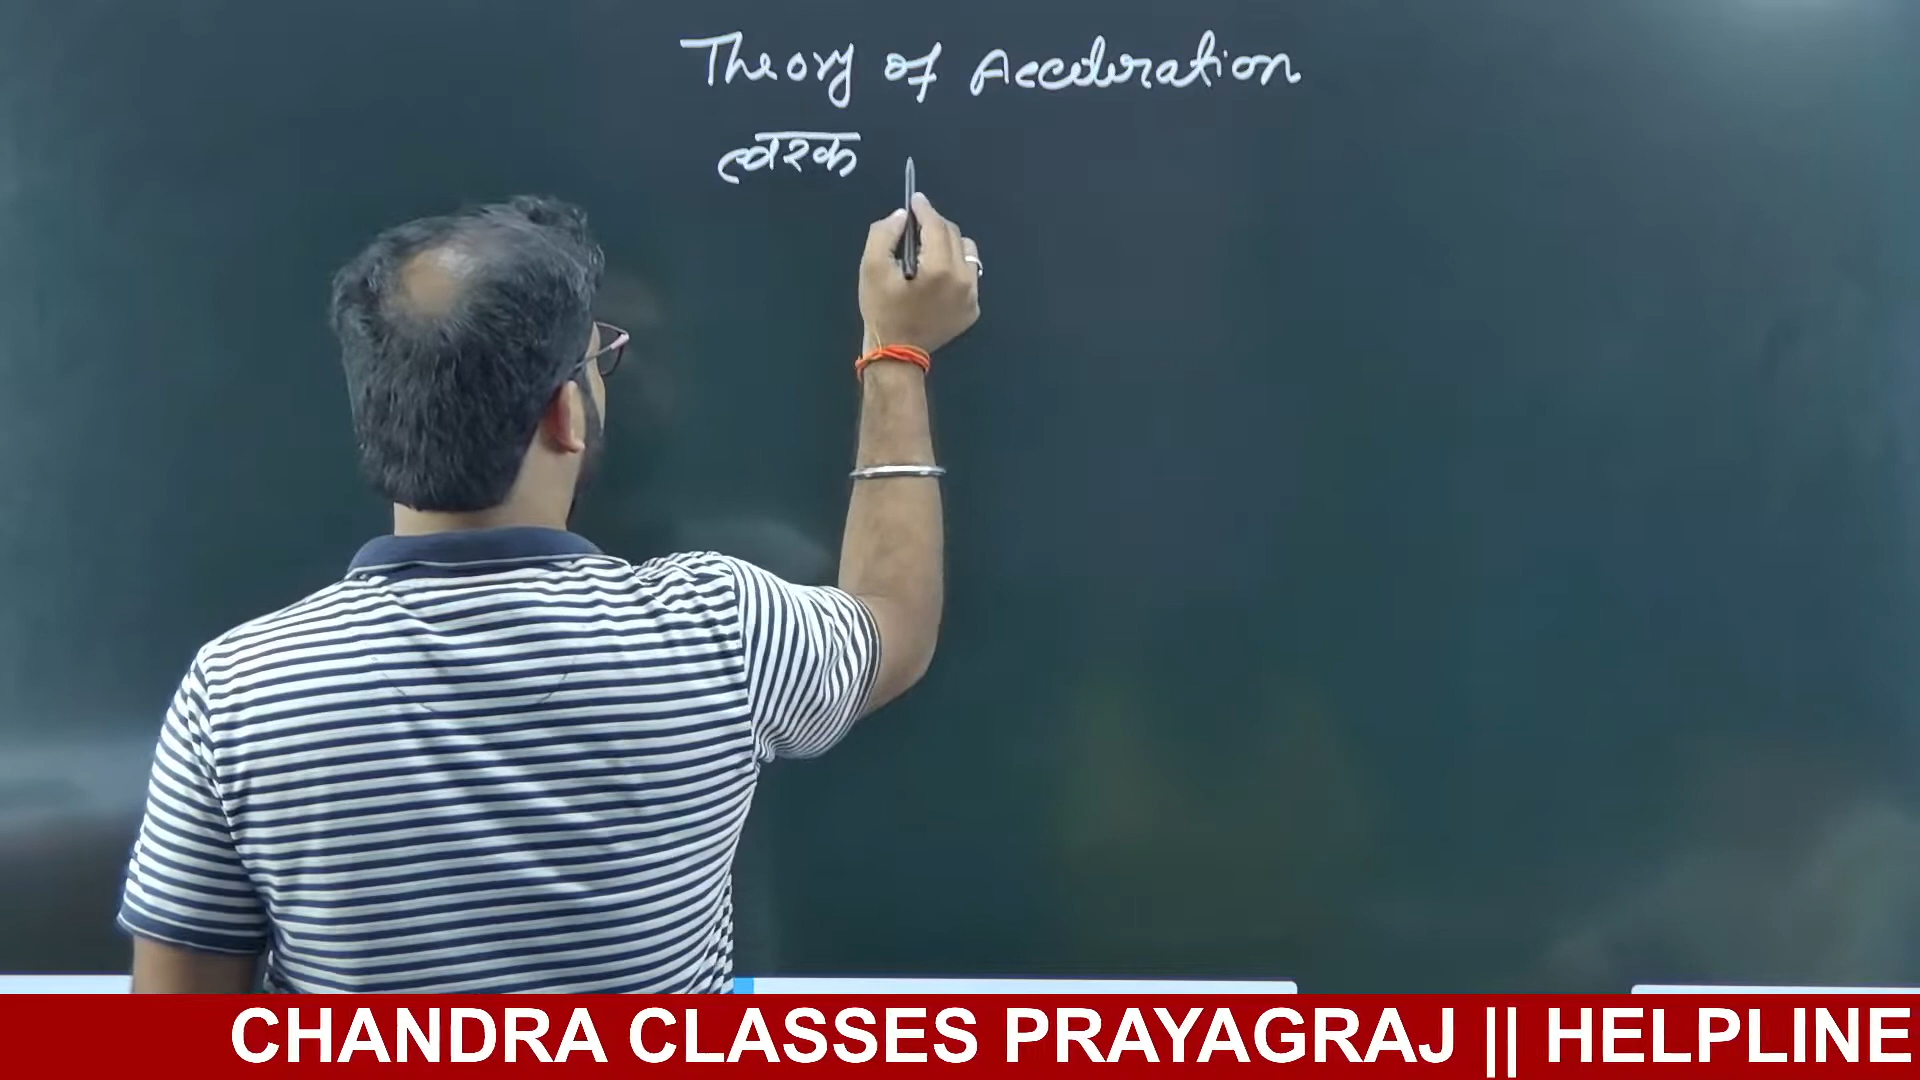 Theory of Acceleration
त्वरक
CHANDRA CLASSES PRAYAGRAJ || HELPLINE